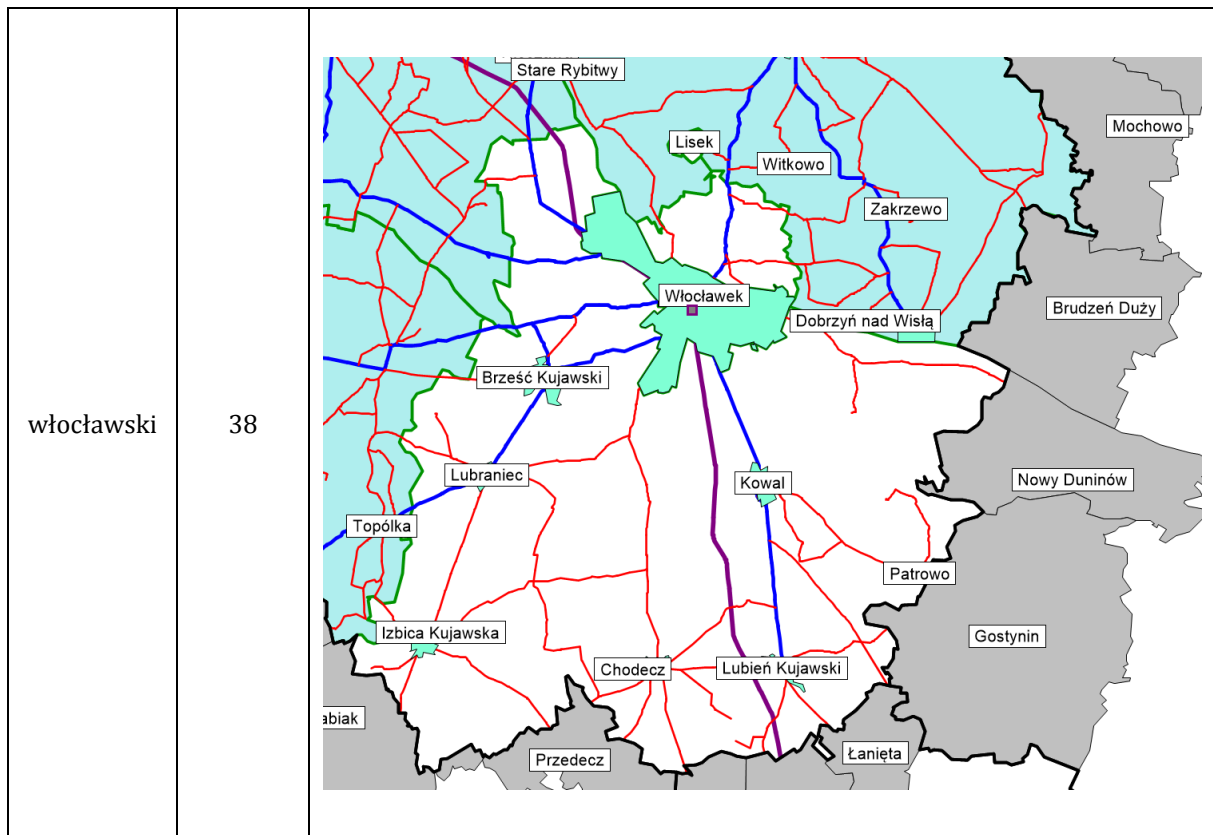 włocławski
38
Stare Rybitwy
Mochowo
Lisek
Witkowo
Zakrzewo
Włocławek
Brudzeń Duży
Dobrzyń nad Wisłą
Brześć Kujawski
Lubraniec
Kowal
Nowy Duninów
Topólka
Patrowo
Izbica Kujawska
Gostynin
Chodecz
Lubień Kujawski
abiak
Łanięta
Przedecz